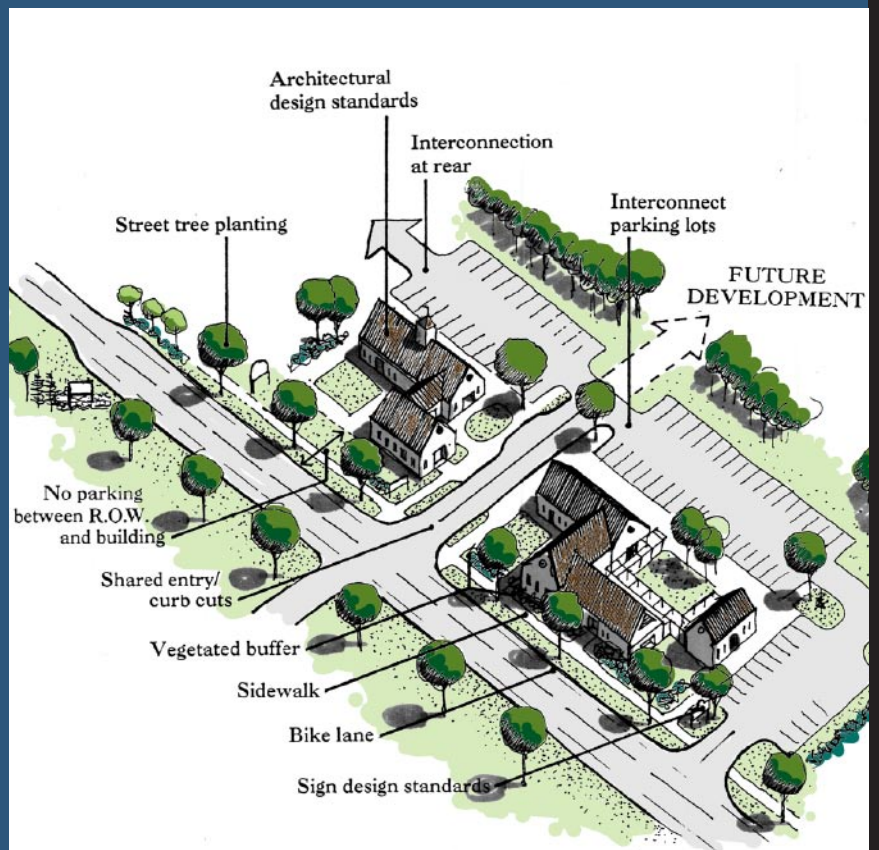 Architectural
design standards
Interconnection
at rear
Interconnect
parking lots
Street tree planting
FUTURE
DEVELOPMENT
No parking
between R.O.W
and building
Shared entry/
curb cuts
Vegetated buffer
Sidewalk
Bike lane
Sign design standards